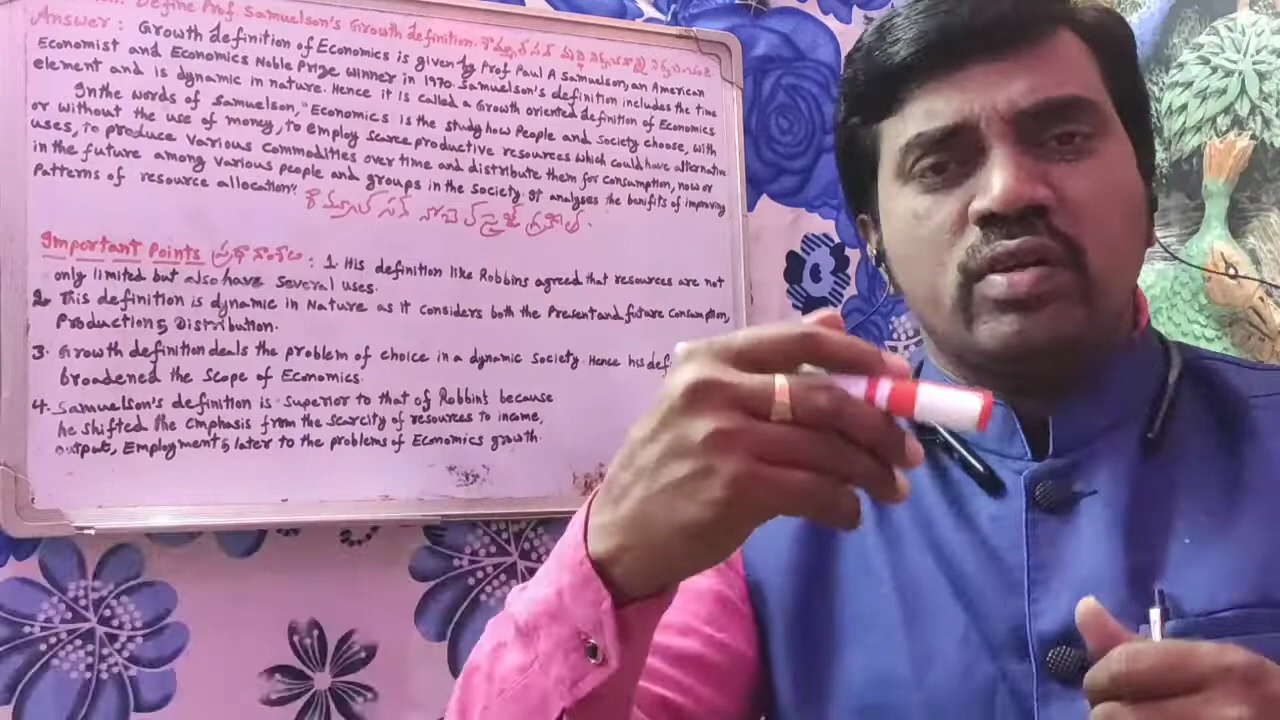 Define Prof. Samuelson's Growth definition.
Answer : Growth definition of Economics is given by Prof. Paul A Samuelson, an American
Economist and Economics Noble Prize winner in 1970. Samuelson's definition includes the time
element and is dynamic in nature. Hence it is called a Growth oriented definition of Economics
In the words of Samuelson, "Economics is the study how People and Society choose, with
or without the use of money, to employ scarce productive resources which could have alternative
uses, to produce various commodities over time and distribute them for consumption, now or
in the future among various people and groups in the society. It analyses the benifits of improving
Patterns of resource allocation".
Important Points : 1. His definition like Robbins agreed that resources are not
only limited but also have several uses.
2. This definition is dynamic in Nature as it considers both the Present and future Consumption,
Production & Distribution.
3. Growth definition deals the problem of choice in a dynamic society. Hence his def
broadened the Scope of Economics.
4. Samuelson's definition is superior to that of Robbins because
he shifted the emphasis from the scarcity of resources to income,
output, Employment & later to the problems of Economics growth.